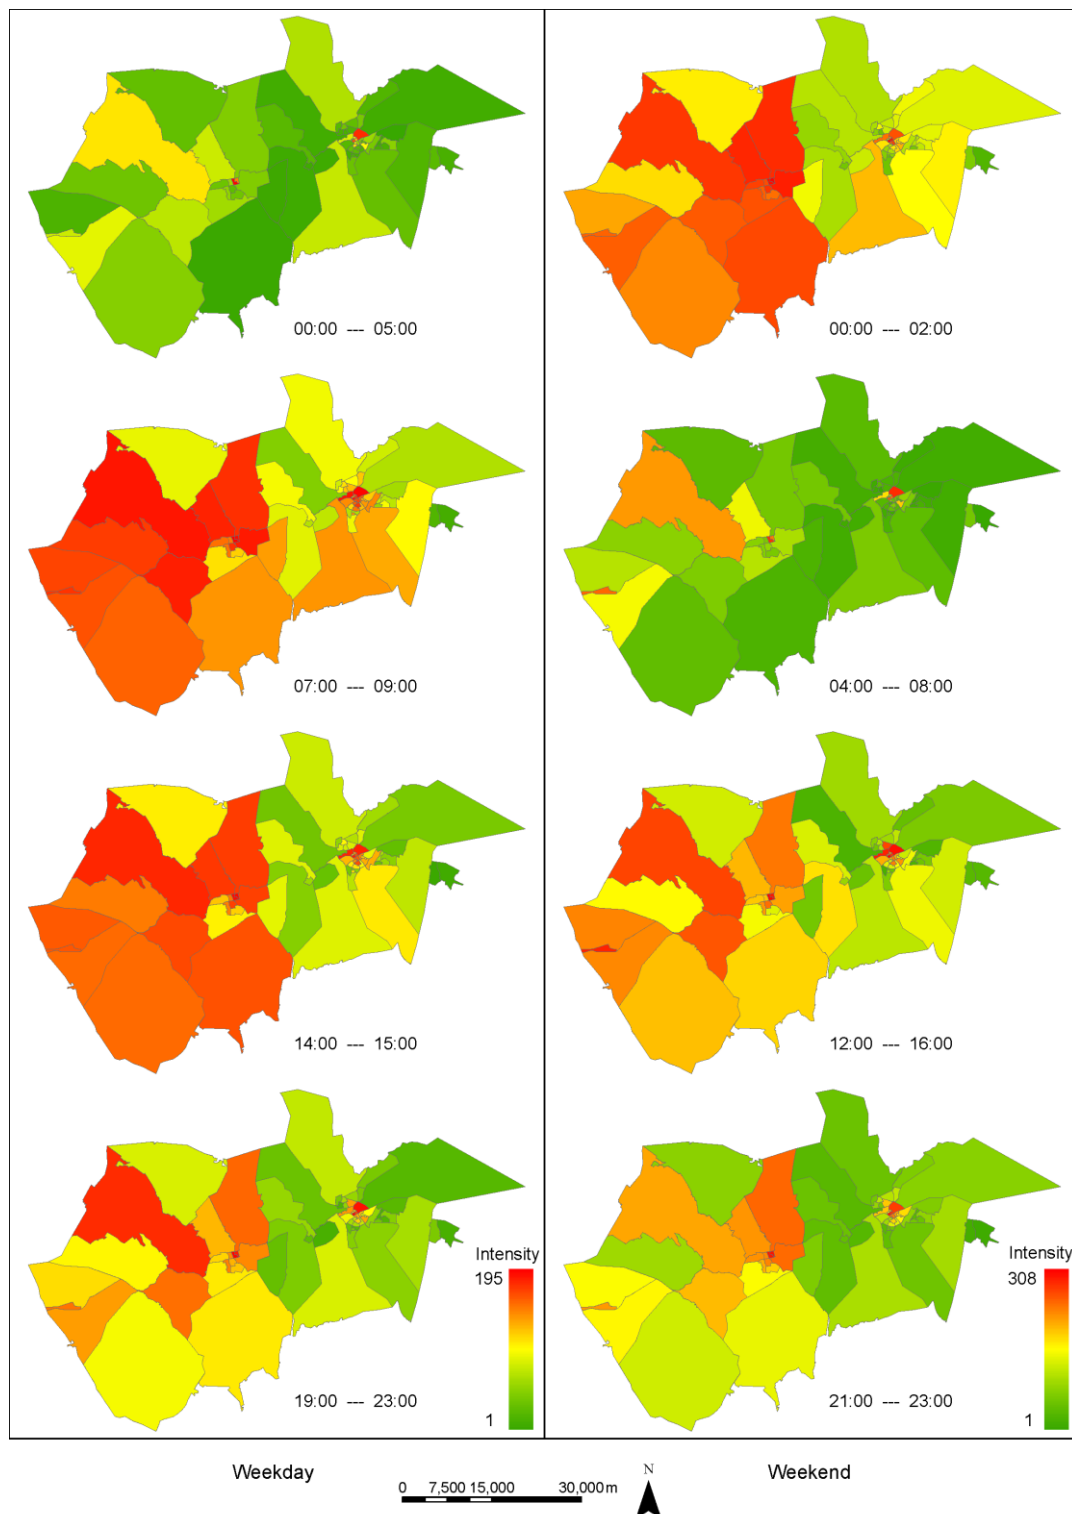 00:00 --- 05:00
00:00 --- 02:00
07:00 --- 09:00
04:00 --- 08:00
14:00 --- 15:00
12:00 --- 16:00
Intensity
195
1
19:00 --- 23:00
Intensity
308
1
21:00 --- 23:00
Weekday
Weekend
0 7,500 15,000 30,000 m
N